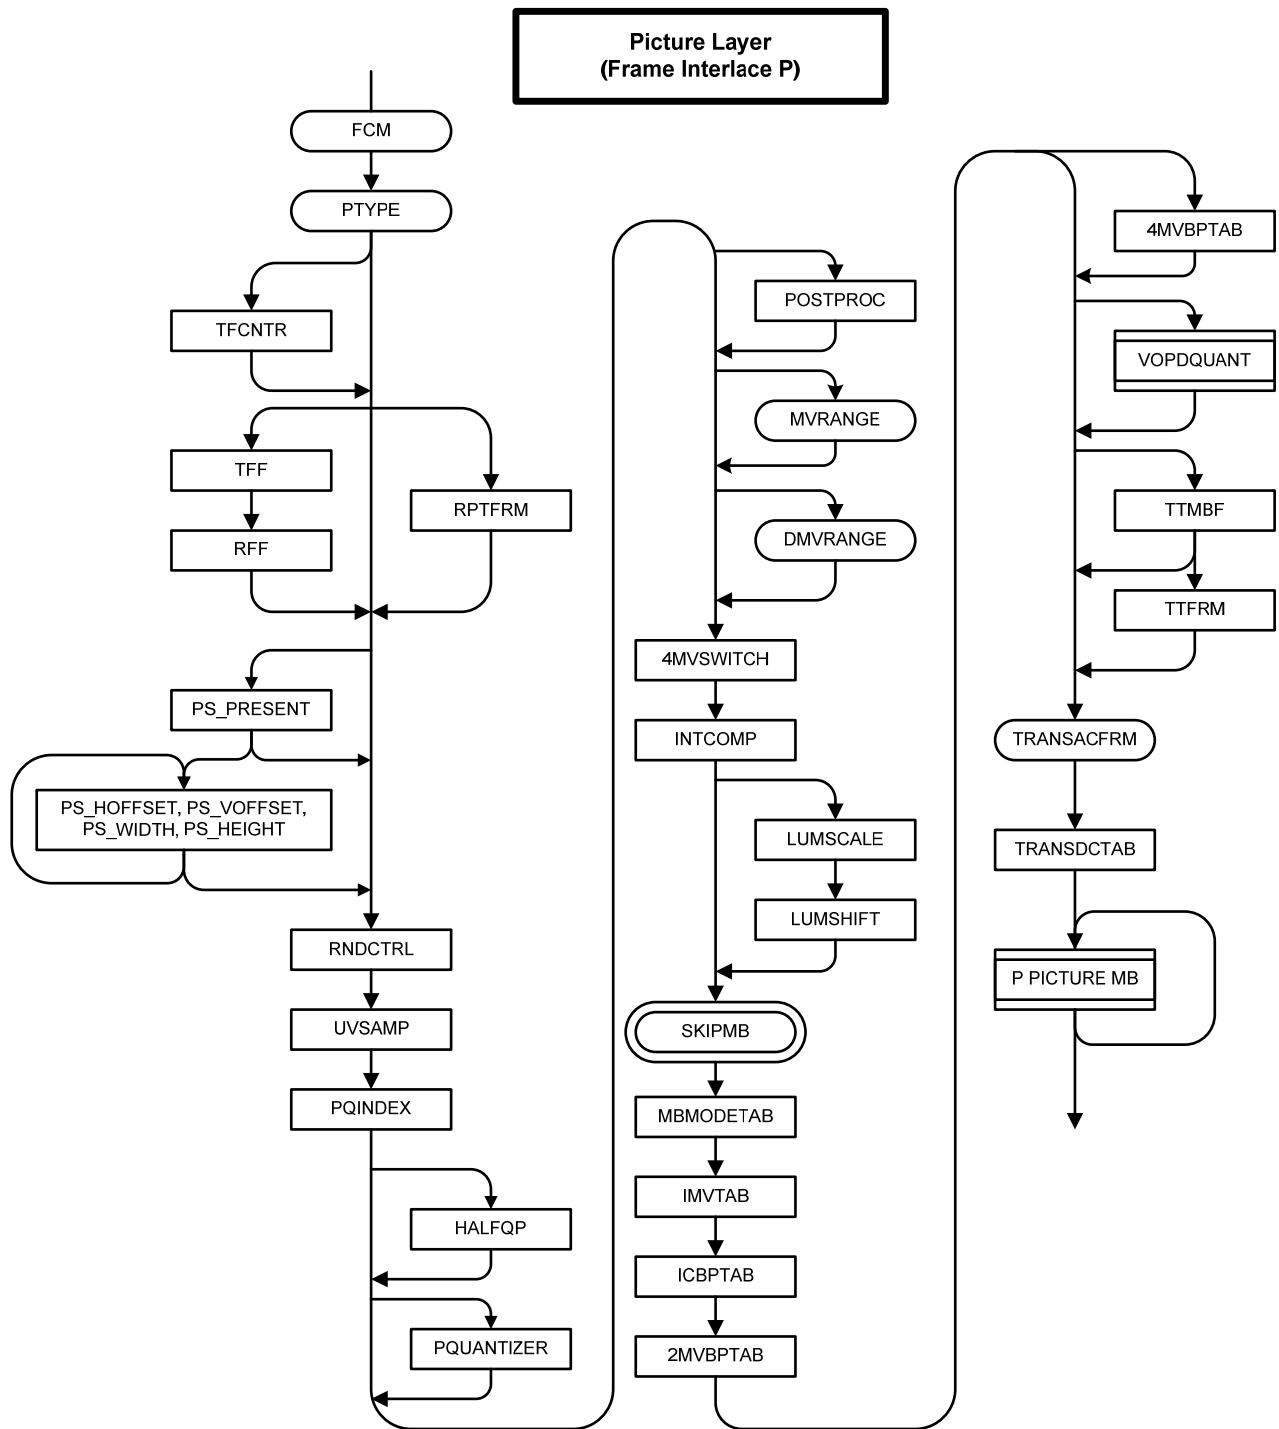 Picture Layer
(Frame Interlace P)
FCM
PTYPE
TFCNTR
TFF
RPTFRM
RFF
PS_PRESENT
PS_HOFFSET, PS_VOFFSET,
PS_WIDTH, PS_HEIGHT
RNDCTRL
UVSAMP
PQINDEX
HALFQP
PQUANTIZER
POSTPROC
MVRANGE
DMVRANGE
4MVSWITCH
INTCOMP
LUMSCALE
LUMSHIFT
SKIPMB
MBMODETAB
IMVTAB
ICBPTAB
2MVBPTAB
4MVBPTAB
VOPDQUANT
TTMBF
TTFRM
TRANSACFRM
TRANSDCTAB
P PICTURE MB